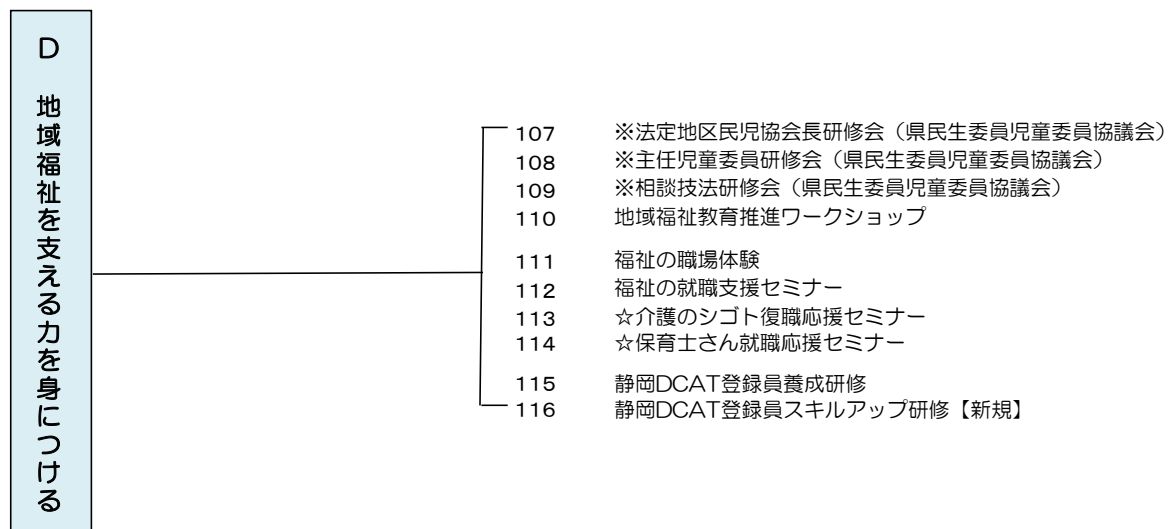 D 地域福祉を支える力を身につける
107 ※法定地区民児協会長研修会（県民生委員児童委員協議会）
108 ※主任児童委員研修会（県民生委員児童委員協議会）
109 ※相談技法研修会（県民生委員児童委員協議会）
110 地域福祉教育推進ワークショップ
111 福祉の職場体験
112 福祉の就職支援セミナー
113 ☆介護のシゴト復職応援セミナー
114 ☆保育士さん就職応援セミナー
115 静岡DCAT登録員養成研修
116 静岡DCAT登録員スキルアップ研修【新規】